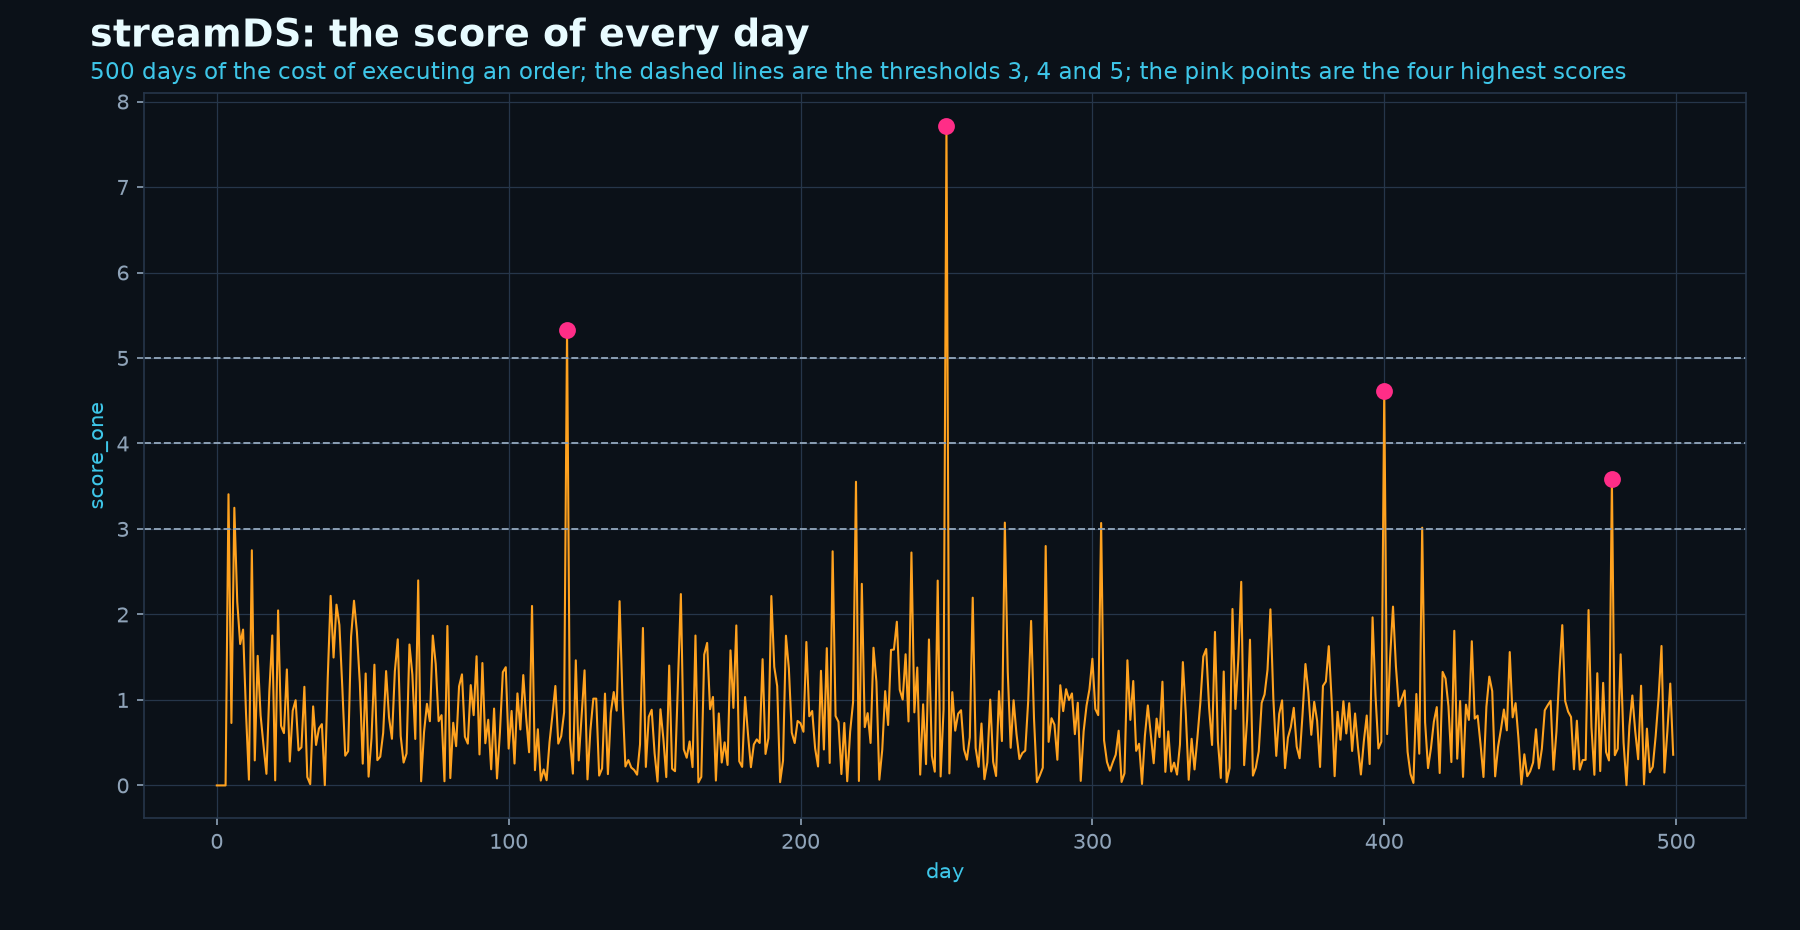 streamDS: the score of every day
500 days of the cost of executing an order; the dashed lines are the thresholds 3, 4 and 5; the pink points are the four highest scores
8
7
6
5
4
3
2
1
0
score_one
0 100 200 300 400 500
day